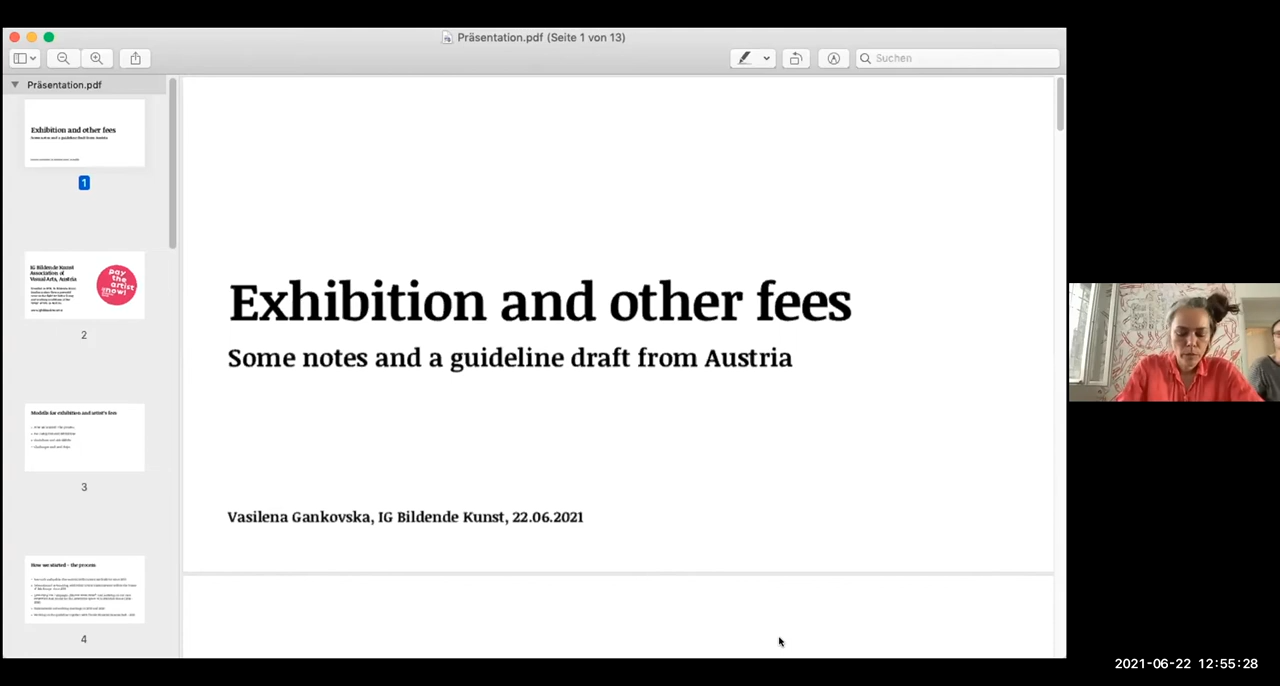 Präsentation.pdf (Seite 1 von 13)
Suchen
Präsentation.pdf
Exhibition and other fees
Some notes and a guideline draft from Austria
1
IG Bildende Kunst
Association of
Visual Arts, Austria
pay
the
artist
now!
2
Modells for exhibition and artist's fees
3
How we started – the process
4
Exhibition and other fees
Some notes and a guideline draft from Austria
Vasilena Gankovska, IG Bildende Kunst, 22.06.2021
2021-06-22 12:55:28